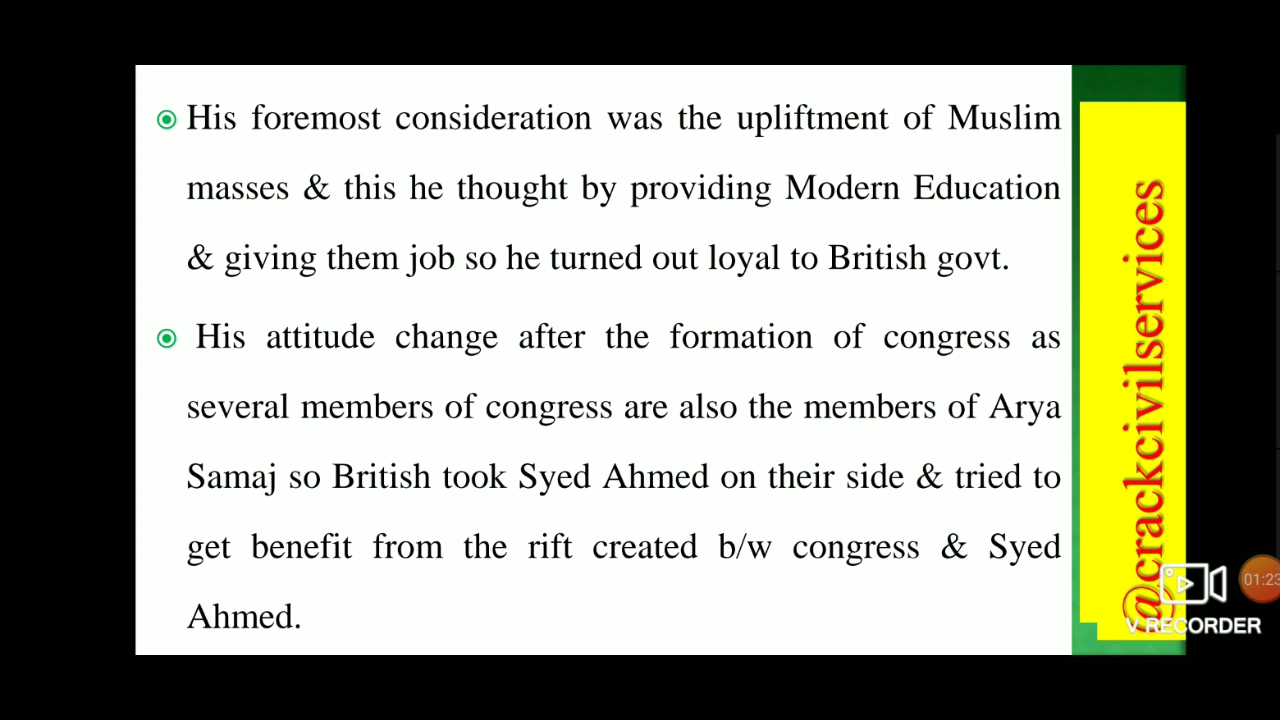 His foremost consideration was the upliftment of Muslim
masses & this he thought by providing Modern Education
& giving them job so he turned out loyal to British govt.
His attitude change after the formation of congress as
several members of congress are also the members of Arya
Samaj so British took Syed Ahmed on their side & tried to
get benefit from the rift created b/w congress & Syed
Ahmed.
@crackcivilservices
01:23
V RECORDER